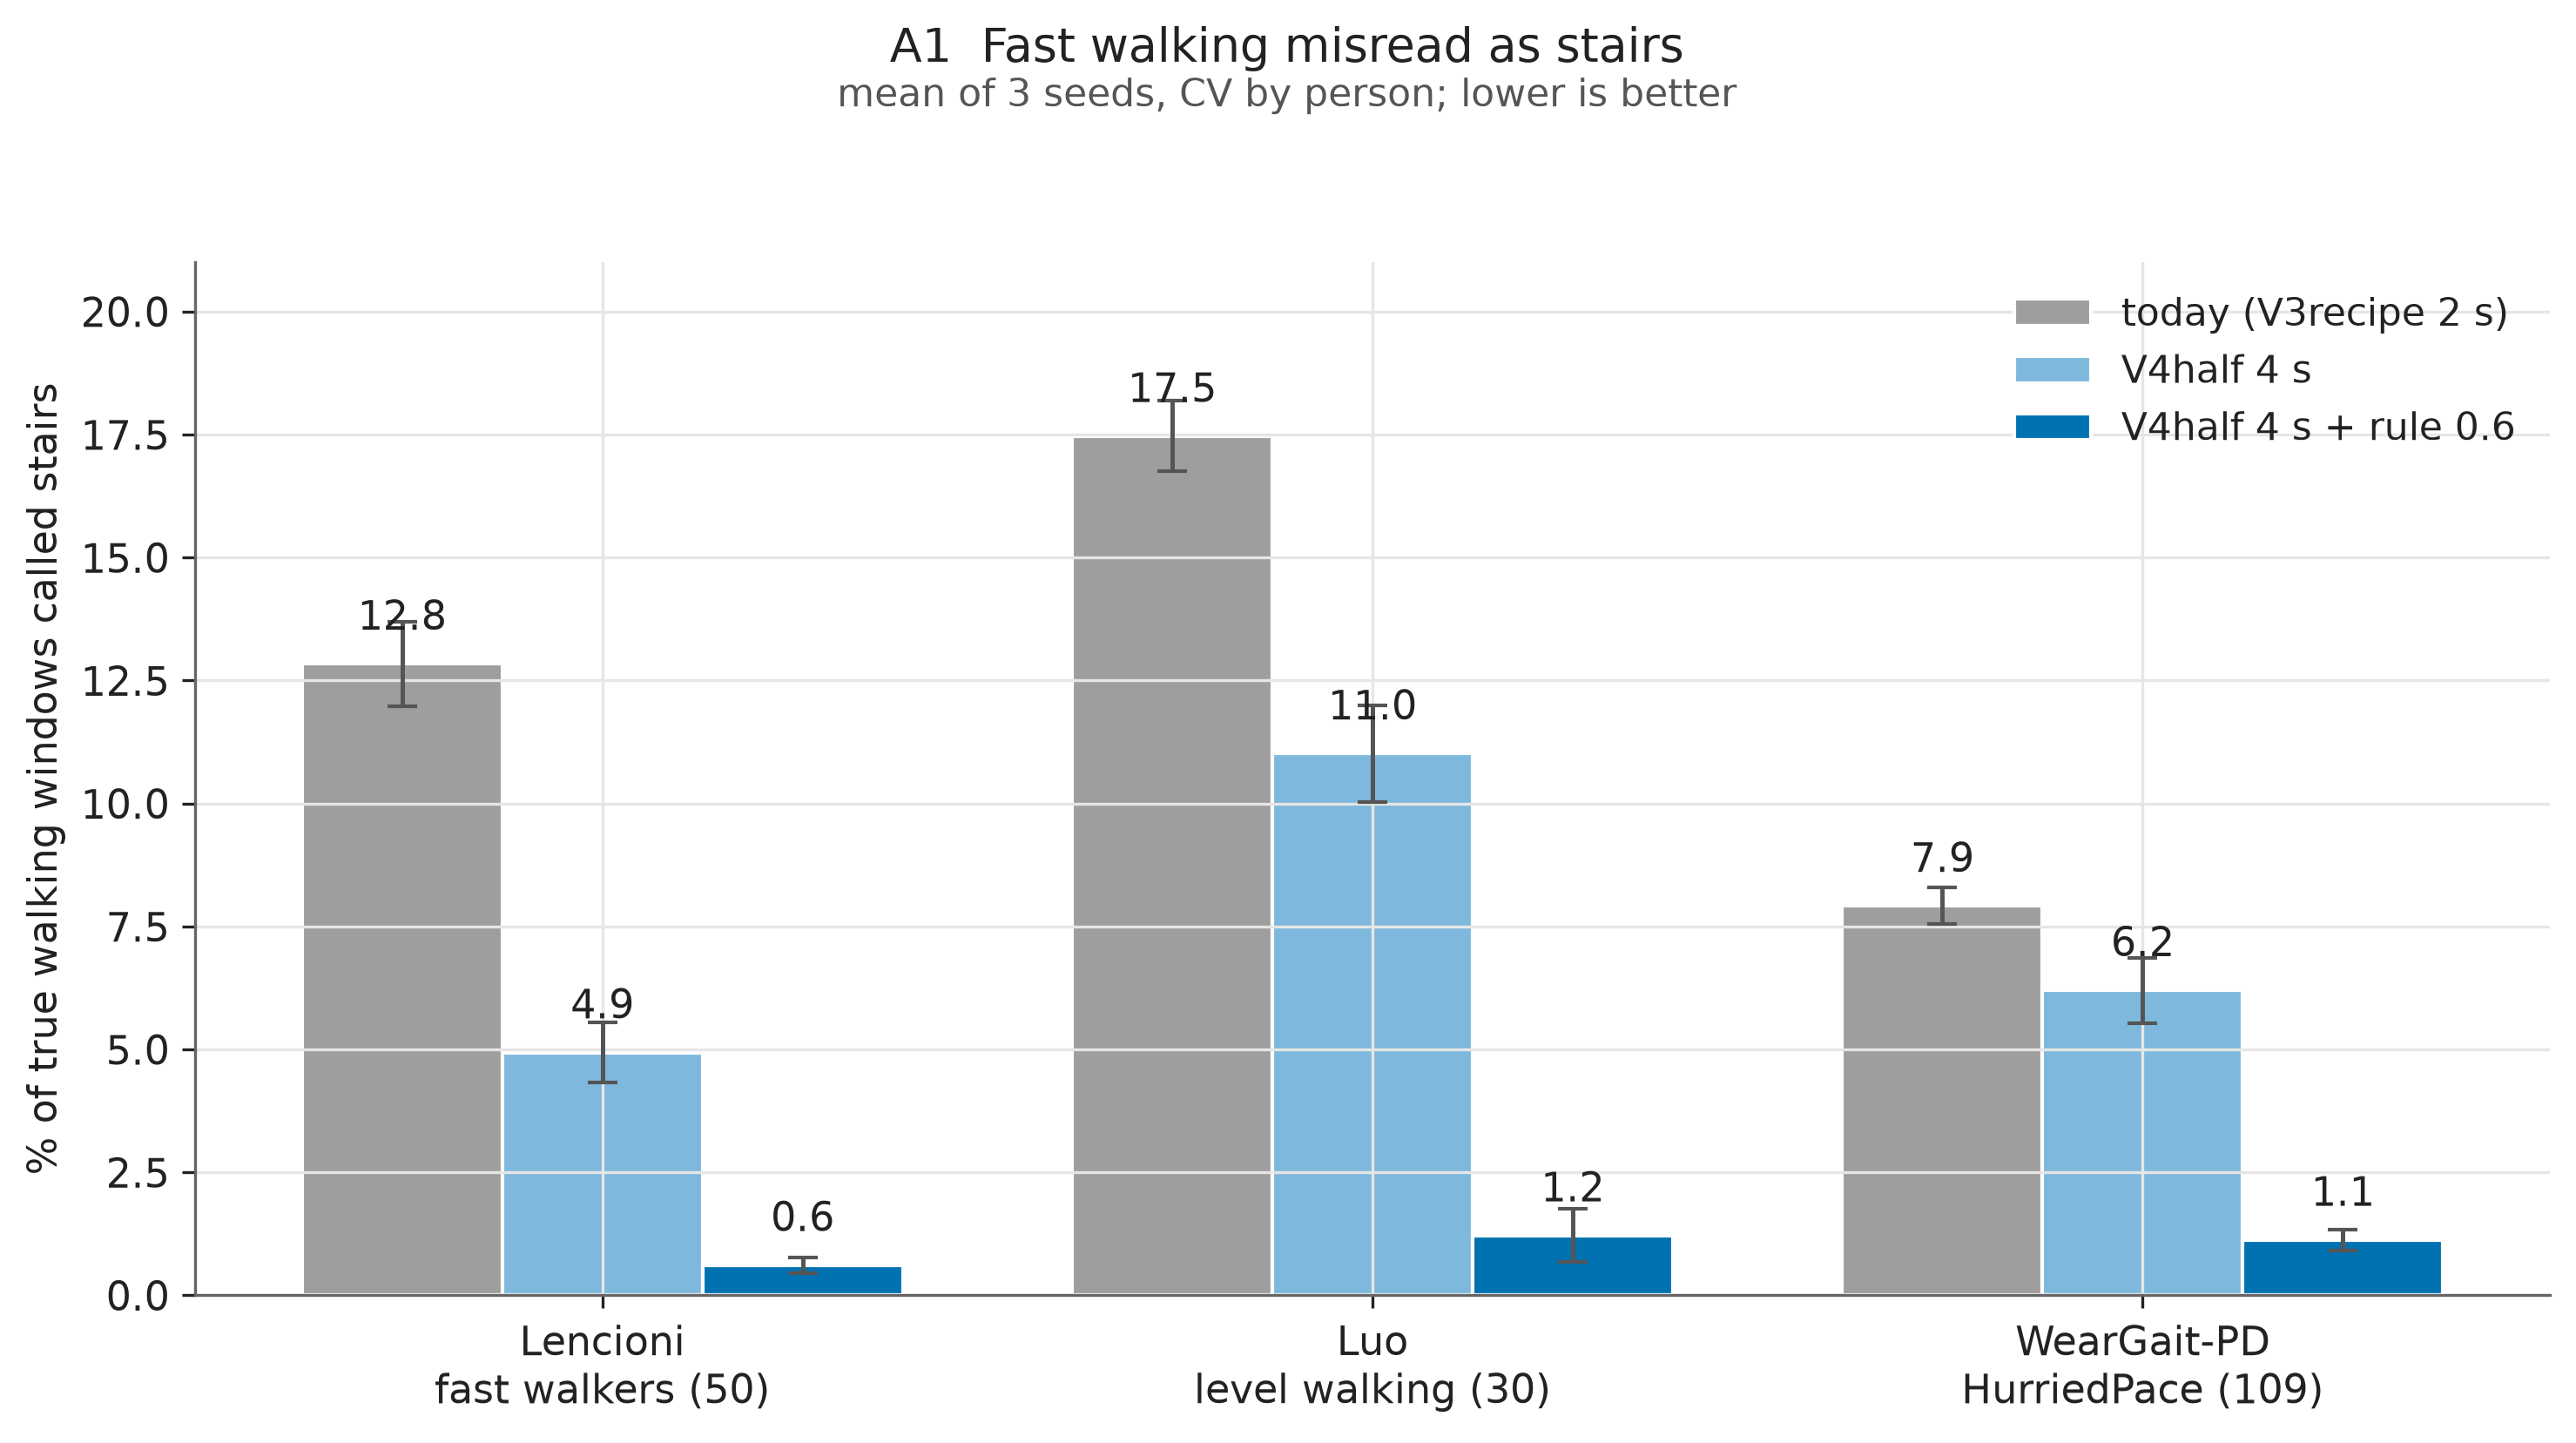 A1  Fast walking misread as stairs
mean of 3 seeds, CV by person; lower is better
% of true walking windows called stairs
20.0
17.5
15.0
12.5
10.0
7.5
5.0
2.5
0.0
today (V3recipe 2 s)
V4half 4 s
V4half 4 s + rule 0.6
12.8
4.9
0.6
17.5
11.0
1.2
7.9
6.2
1.1
Lencioni
fast walkers (50)
Luo
level walking (30)
WearGait-PD
HurriedPace (109)